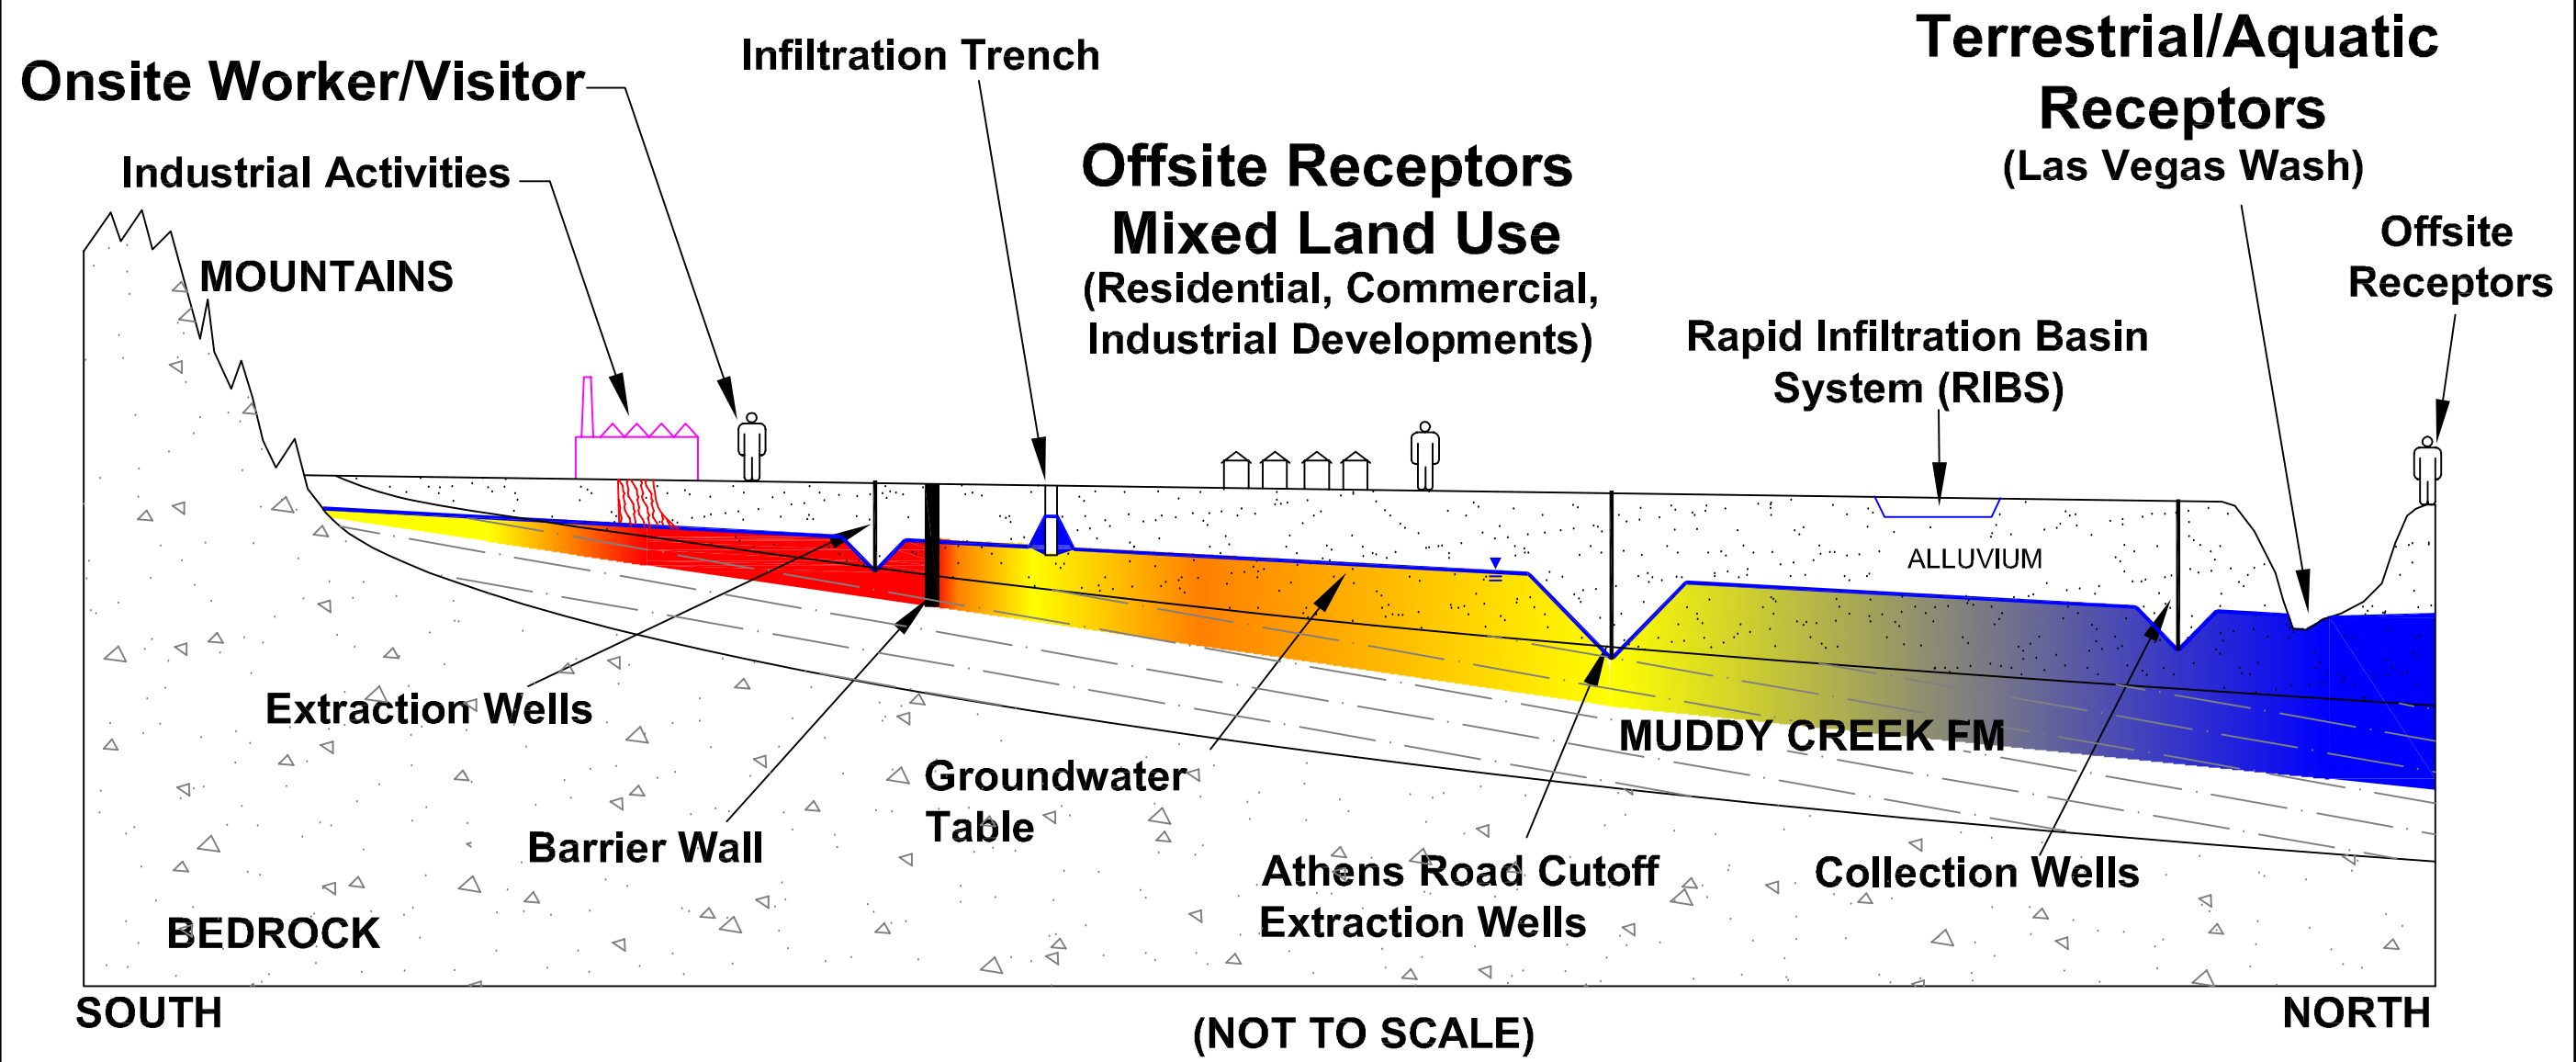 Onsite Worker/Visitor
Industrial Activities
MOUNTAINS
Infiltration Trench
Offsite Receptors
Mixed Land Use
(Residential, Commercial,
Industrial Developments)
Terrestrial/Aquatic
Receptors
(Las Vegas Wash)
Offsite
Receptors
Rapid Infiltration Basin
System (RIBS)
ALLUVIUM
Extraction Wells
Barrier Wall
Groundwater
Table
MUDDY CREEK FM
Athens Road Cutoff
Extraction Wells
Collection Wells
BEDROCK
SOUTH
(NOT TO SCALE)
NORTH